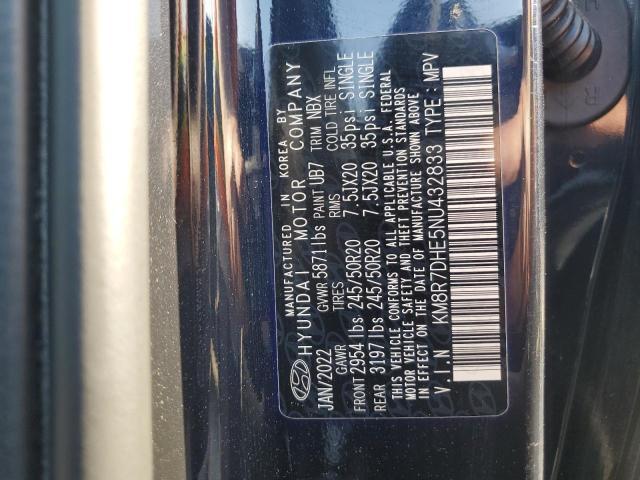 MANUFACTURED IN KOREA BY
HYUNDAI MOTOR COMPANY
JAN/2022 GVWR 5871lbs PAINT UB7 TRIM NBX
GAWR TIRES RIMS COLD TIRE INFL
FRONT 2954 lbs 245/50R20 7.5JX20 35psi SINGLE
REAR 3197lbs 245/50R20 7.5JX20 35psi SINGLE
THIS VEHICLE CONFORMS TO ALL APPLICABLE U.S.A. FEDERAL
MOTOR VEHICLE SAFETY AND THEFT PREVENTION STANDARDS
IN EFFECT ON THE DATE OF MANUFACTURE SHOWN ABOVE
V.I.N KM8R7DHE5NU432833 TYPE : MPV